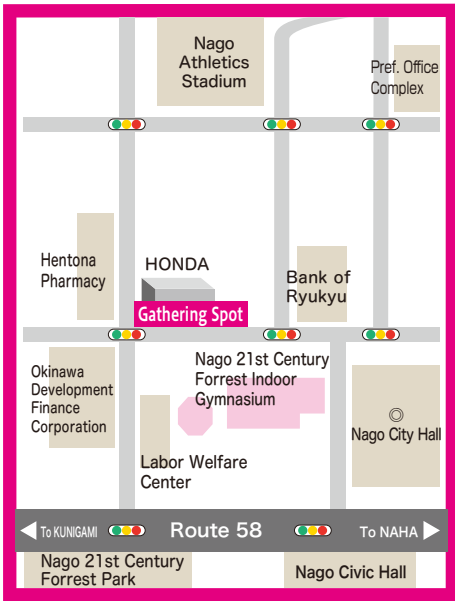 Nago
Athletics
Stadium
Pref. Office
Complex
Hentona
Pharmacy
HONDA
Gathering Spot
Bank of
Ryukyu
Okinawa
Development
Finance
Corporation
Nago 21st Century
Forrest Indoor
Gymnasium
Nago City Hall
Labor Welfare
Center
To KUNIGAMI
Route 58
To NAHA
Nago 21st Century
Forrest Park
Nago Civic Hall